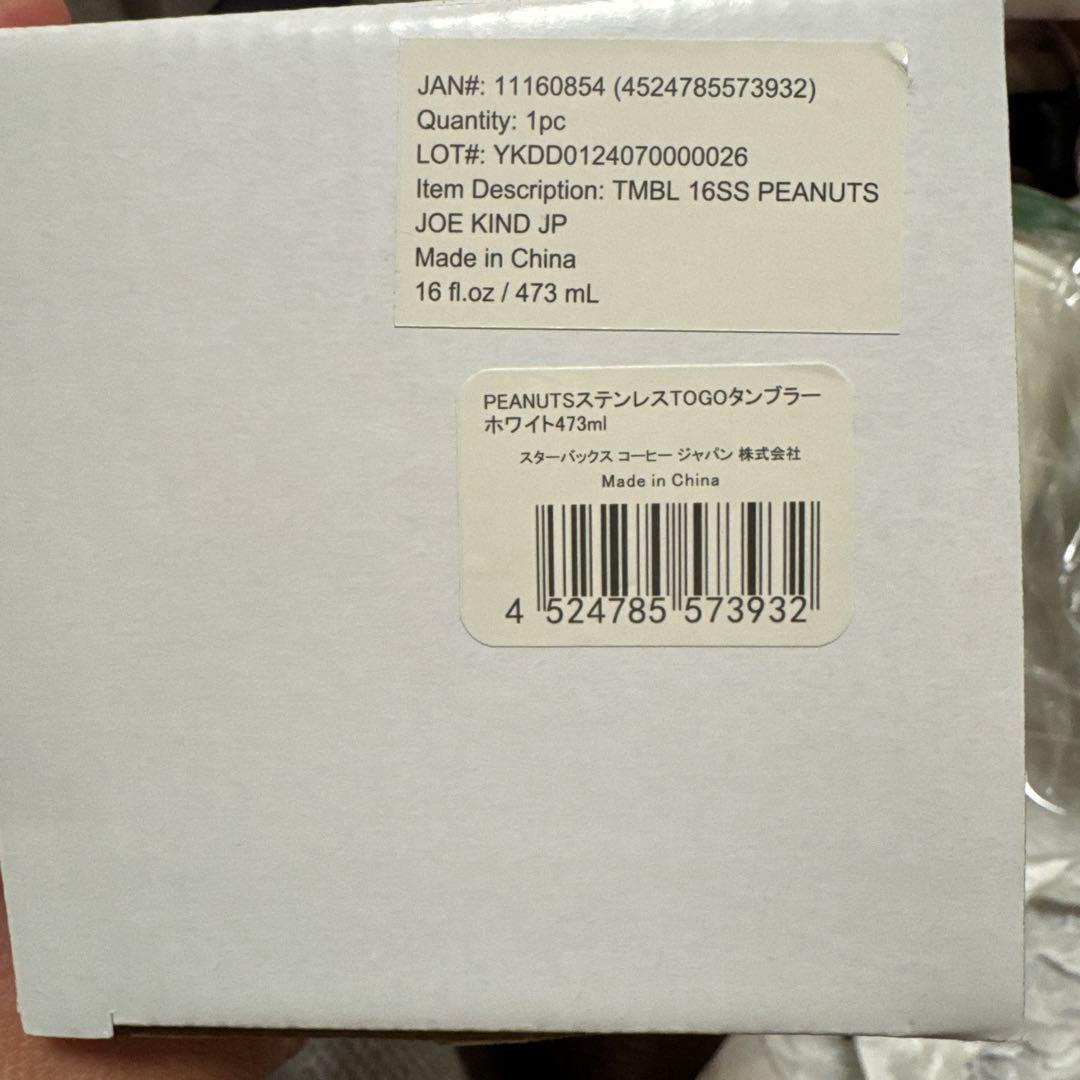 JAN#: 11160854 (4524785573932)
Quantity: 1pc
LOT#: YKDD0124070000026
Item Description: TMBL 16SS PEANUTS
JOE KIND JP
Made in China
16 fl.oz / 473 mL
PEANUTSステンレスTOGOタンブラー
ホワイト473ml
スターバックス コーヒー ジャパン 株式会社
Made in China
4 524785 573932